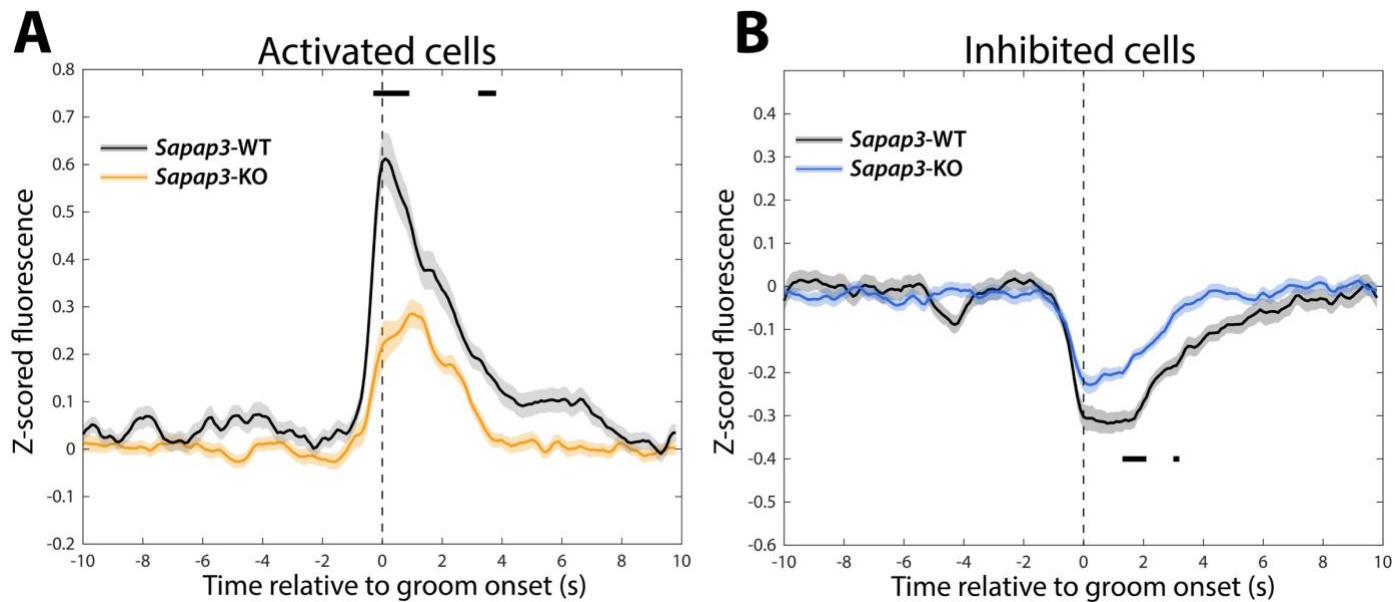 A
Activated cells
0.8
0.7
0.6
0.5
0.4
0.3
0.2
0.1
0
-0.1
-0.2
Z-scored fluorescence
Sapap3-WT
Sapap3-KO
-10 -8 -6 -4 -2 0 2 4 6 8 10
Time relative to groom onset (s)
B
Inhibited cells
0.4
0.3
0.2
0.1
0
-0.1
-0.2
-0.3
-0.4
-0.5
-0.6
Z-scored fluorescence
Sapap3-WT
Sapap3-KO
-10 -8 -6 -4 -2 0 2 4 6 8 10
Time relative to groom onset (s)